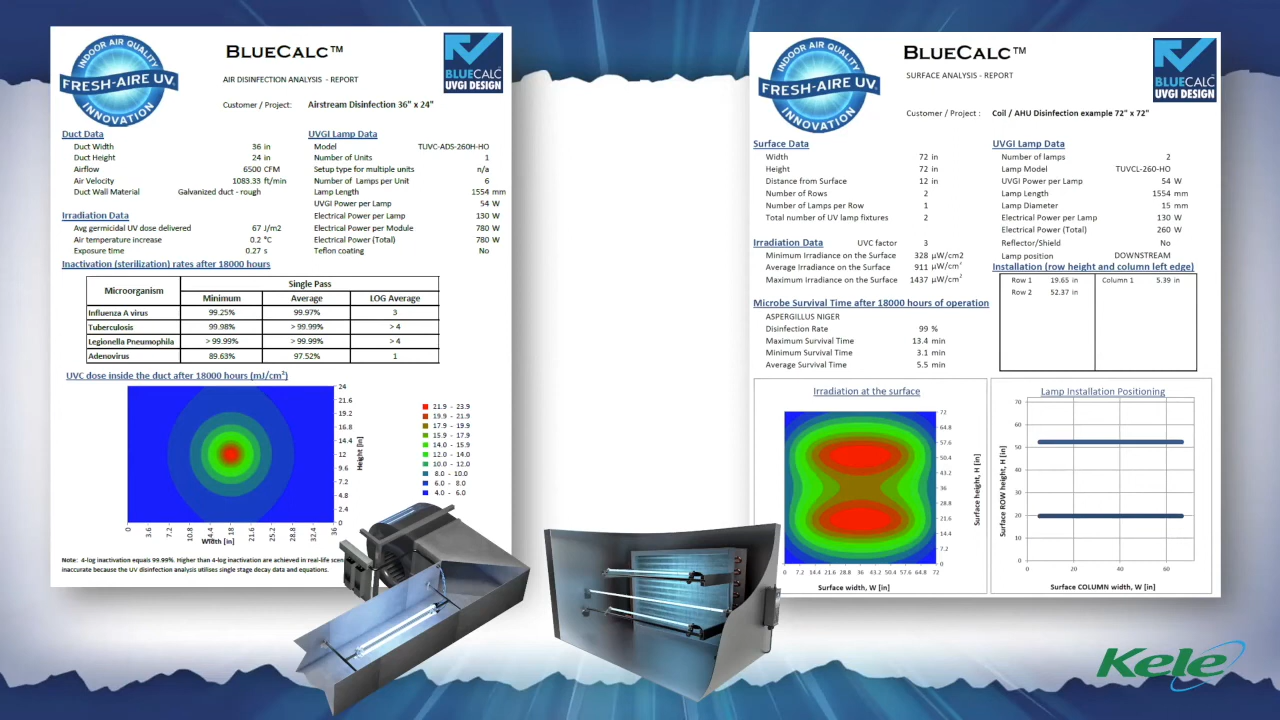 INDOOR AIR QUALITY
FRESH-AIRE UV
INNOVATION
BLUECALC™
AIR DISINFECTION ANALYSIS - REPORT
BLUECALC
UVGI DESIGN
Customer / Project: Airstream Disinfection 36" x 24"
Duct Data
Duct Width 36 in
Duct Height 24 in
Airflow 6500 CFM
Air Velocity 1083.33 ft/min
Duct Wall Material Galvanized duct - rough
Irradiation Data
Avg germicidal UV dose delivered 67 J/m2
Air temperature increase 0.2 °C
Exposure time 0.27 s
UVGI Lamp Data
Model TUVC-ADS-260H-HO
Number of Units 1
Setup type for multiple units n/a
Number of Lamps per Unit 6
Lamp Length 1554 mm
UVGI Power per Lamp 54 W
Electrical Power per Lamp 130 W
Electrical Power per Module 780 W
Electrical Power (Total) 780 W
Teflon coating No
Inactivation (sterilization) rates after 18000 hours
Microorganism Single Pass
Minimum Average LOG Average
Influenza A virus 99.25% 99.97% 3
Tuberculosis 99.98% > 99.99% > 4
Legionella Pneumophila > 99.99% > 99.99% > 4
Adenovirus 89.63% 97.52% 1
UVC dose inside the duct after 18000 hours (mJ/cm²)
24
21.6
19.2
16.8
14.4
12
9.6
7.2
4.8
2.4
0
Height [in]
0 3.6 7.2 10.8 14.4 18 21.6 25.2 28.8 32.4 36
Width [in]
21.9 - 23.9
19.9 - 21.9
17.9 - 19.9
15.9 - 17.9
14.0 - 15.9
12.0 - 14.0
10.0 - 12.0
8.0 - 10.0
6.0 - 8.0
4.0 - 6.0
Note: 4-log inactivation equals 99.99%. Higher than 4-log inactivation are achieved in real-life
inaccurate because the UV disinfection analysis utilises single stage decay data and equations.
INDOOR AIR QUALITY
FRESH-AIRE UV
INNOVATION
BLUECALC™
SURFACE ANALYSIS - REPORT
BLUECALC
UVGI DESIGN
Customer / Project : Coil / AHU Disinfection example 72" x 72"
Surface Data
Width 72 in
Height 72 in
Distance from Surface 12 in
Number of Rows 2
Number of Lamps per Row 1
Total number of UV lamp fixtures 2
Irradiation Data UVC factor 3
Minimum Irradiance on the Surface 328 µW/cm2
Average Irradiance on the Surface 911 µW/cm²
Maximum Irradiance on the Surface 1437 µW/cm²
Microbe Survival Time after 18000 hours of operation
ASPERGILLUS NIGER
Disinfection Rate 99 %
Maximum Survival Time 13.4 min
Minimum Survival Time 3.1 min
Average Survival Time 5.5 min
UVGI Lamp Data
Number of lamps 2
Lamp Model TUVCL-260-HO
UVGI Power per Lamp 54 W
Lamp Length 1554 mm
Lamp Diameter 15 mm
Electrical Power per Lamp 130 W
Electrical Power (Total) 260 W
Reflector/Shield No
Lamp position DOWNSTREAM
Installation (row height and column left edge)
Row 1 19.65 in Column 1 5.39 in
Row 2 52.37 in
Irradiation at the surface
72
64.8
57.6
50.4
43.2
36
28.8
21.6
14.4
7.2
0
Surface height, H [in]
0 7.2 14.4 21.6 28.8 36 43.2 50.4 57.6 64.8 72
Surface width, W [in]
Lamp Installation Positioning
70
60
50
40
30
20
10
0
Surface ROW height, H [in]
0 20 40 60
Surface COLUMN width, W [in]
Kele